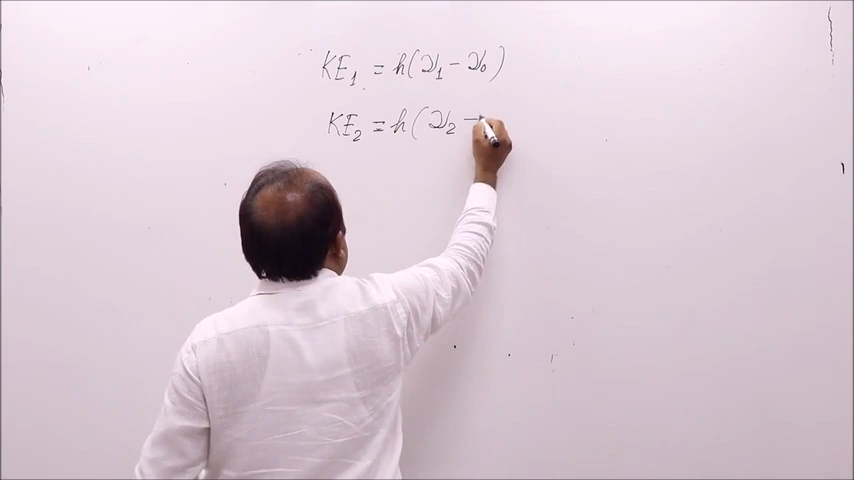 KE₁ = h(ν₁ - ν₀)
KE₂ = h(ν₂ -